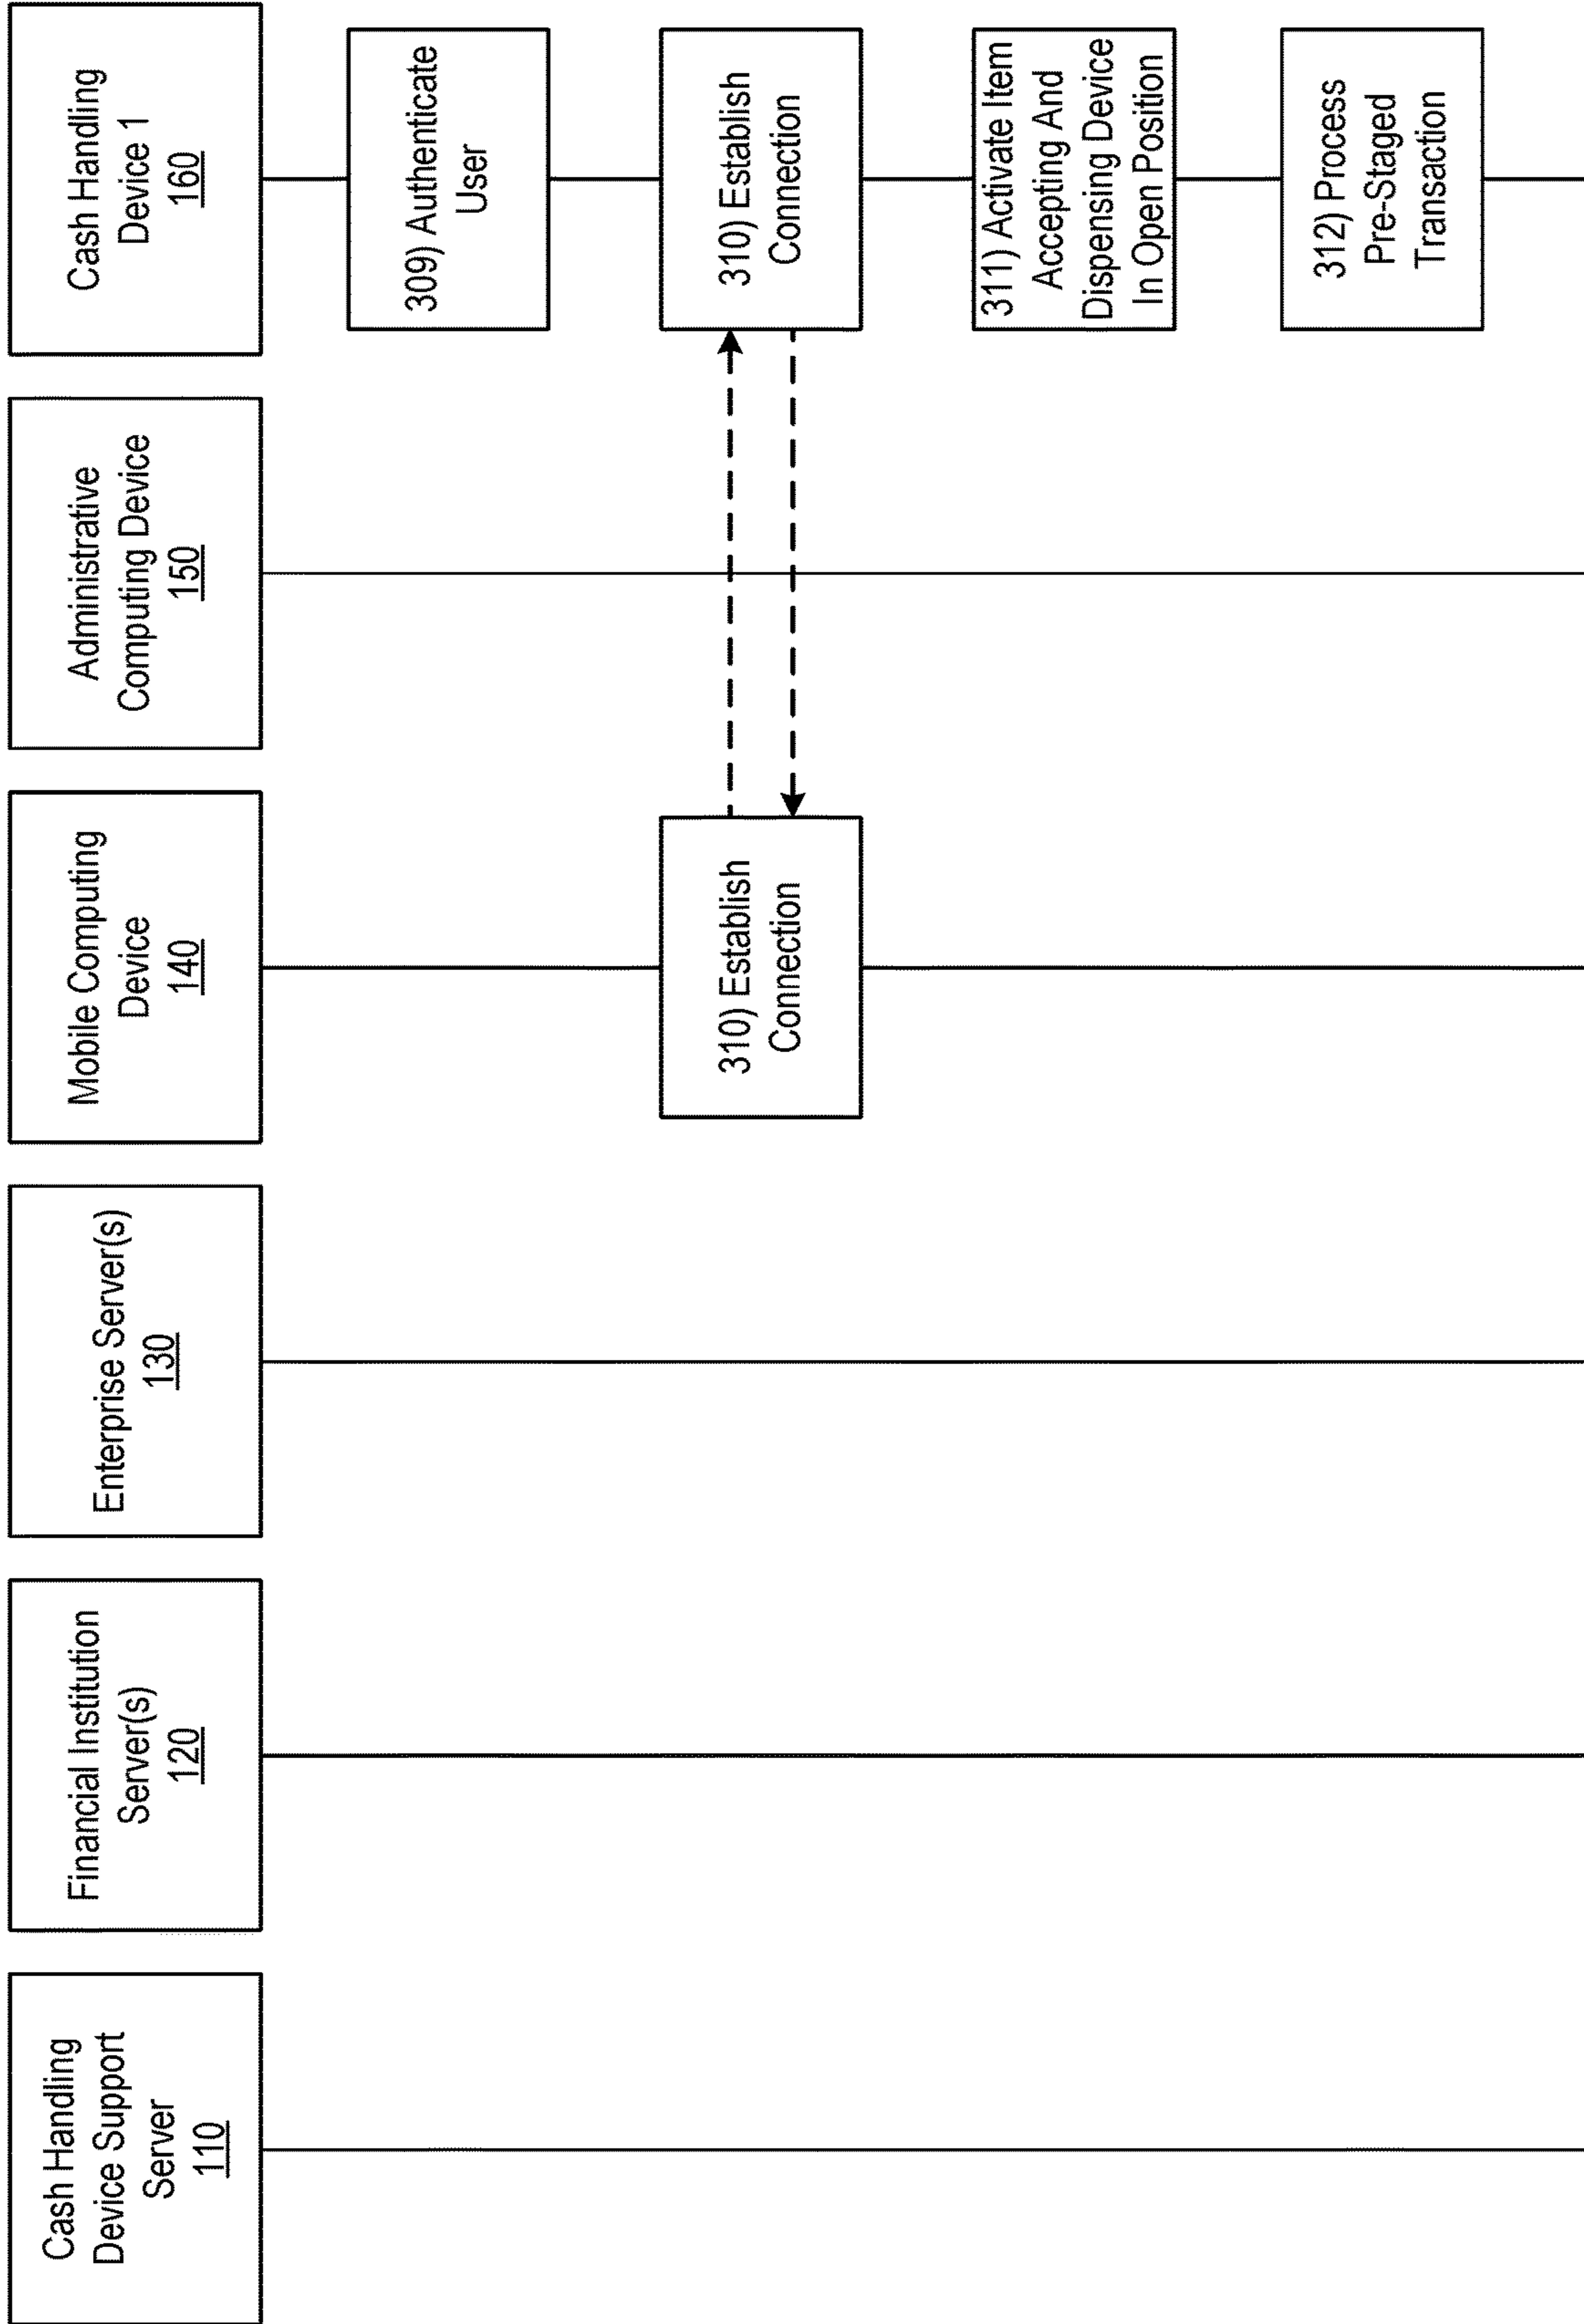 Cash Handling
Device Support
Server
110
Financial Institution
Server(s)
120
Enterprise Server(s)
130
Mobile Computing
Device
140
Administrative
Computing Device
150
Cash Handling
Device 1
160
309) Authenticate
User
310) Establish
Connection
310) Establish
Connection
311) Activate Item
Accepting And
Dispensing Device
In Open Position
312) Process
Pre-Staged
Transaction